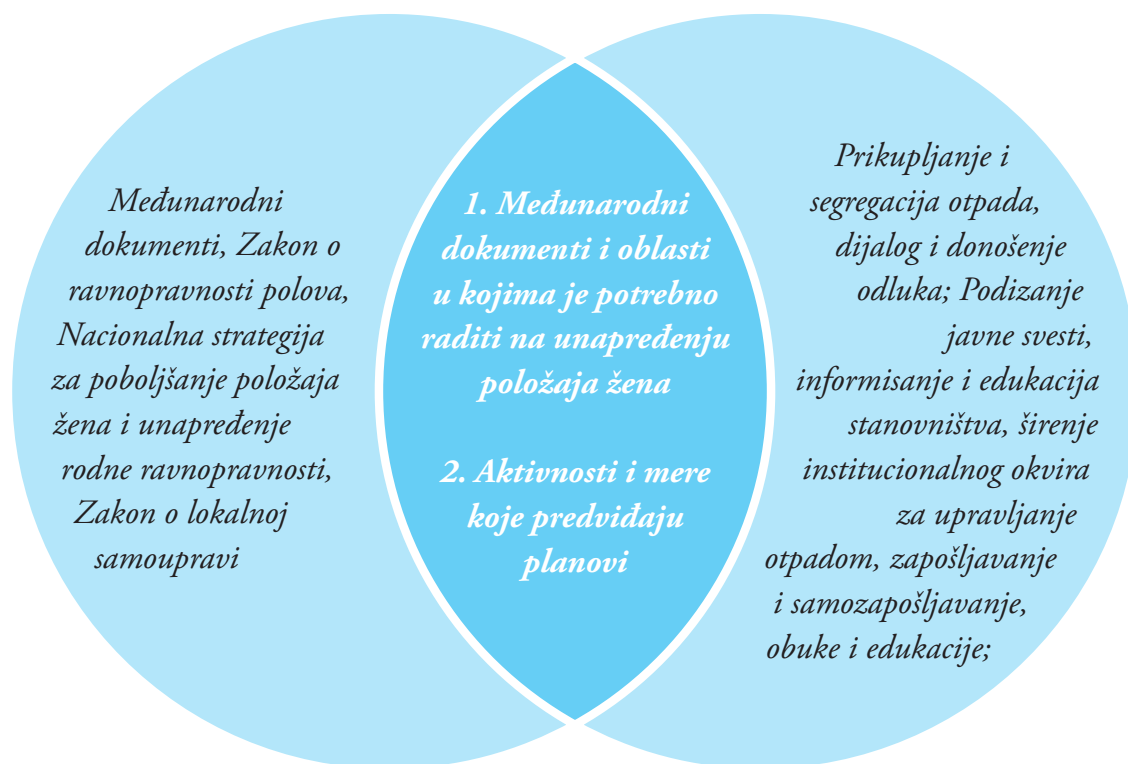 Međunarodni
dokumenti, Zakon o
ravnopravnosti polova,
Nacionalna strategija
za poboljšanje položaja
žena i unapređenje
rodne ravnopravnosti,
Zakon o lokalnoj
samoupravi
1. Međunarodni
dokumenti i oblasti
u kojima je potrebno
raditi na unapređenju
položaja žena
2. Aktivnosti i mere
koje predviđaju
planovi
Prikupljanje i
segregacija otpada,
dijalog i donošenje
odluka; Podizanje
javne svesti,
informisanje i edukacija
stanovništva, širenje
institucionalnog okvira
za upravljanje
otpadom, zapošljavanje
i samozapošljavanje,
obuke i edukacije;